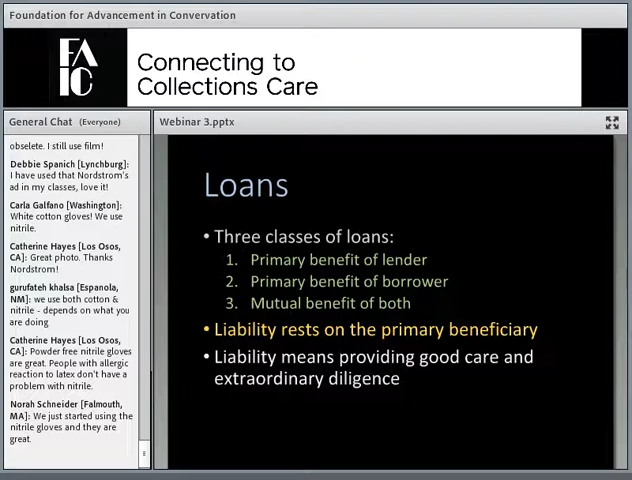 Foundation for Advancement in Convervation
FA
IC
Connecting to
Collections Care
General Chat (Everyone)
obselete. I still use film!
Debbie Spanich [Lynchburg]:
I have used that Nordstrom's
ad in my classes, love it!
Carla Galfano [Washington]:
White cotton gloves! We use
nitrile.
Catherine Hayes [Los Osos,
CA]: Great photo. Thanks
Nordstrom!
gurufateh khalsa [Espanola,
NM]: we use both cotton &
nitrile - depends on what you
are doing
Catherine Hayes [Los Osos,
CA]: Powder free nitrile gloves
are great. People with allergic
reaction to latex don't have a
problem with nitrile.
Norah Schneider [Falmouth,
MA]: We just started using the
nitrile gloves and they are
great.
Webinar 3.pptx
Loans
• Three classes of loans:
1. Primary benefit of lender
2. Primary benefit of borrower
3. Mutual benefit of both
• Liability rests on the primary beneficiary
• Liability means providing good care and
extraordinary diligence